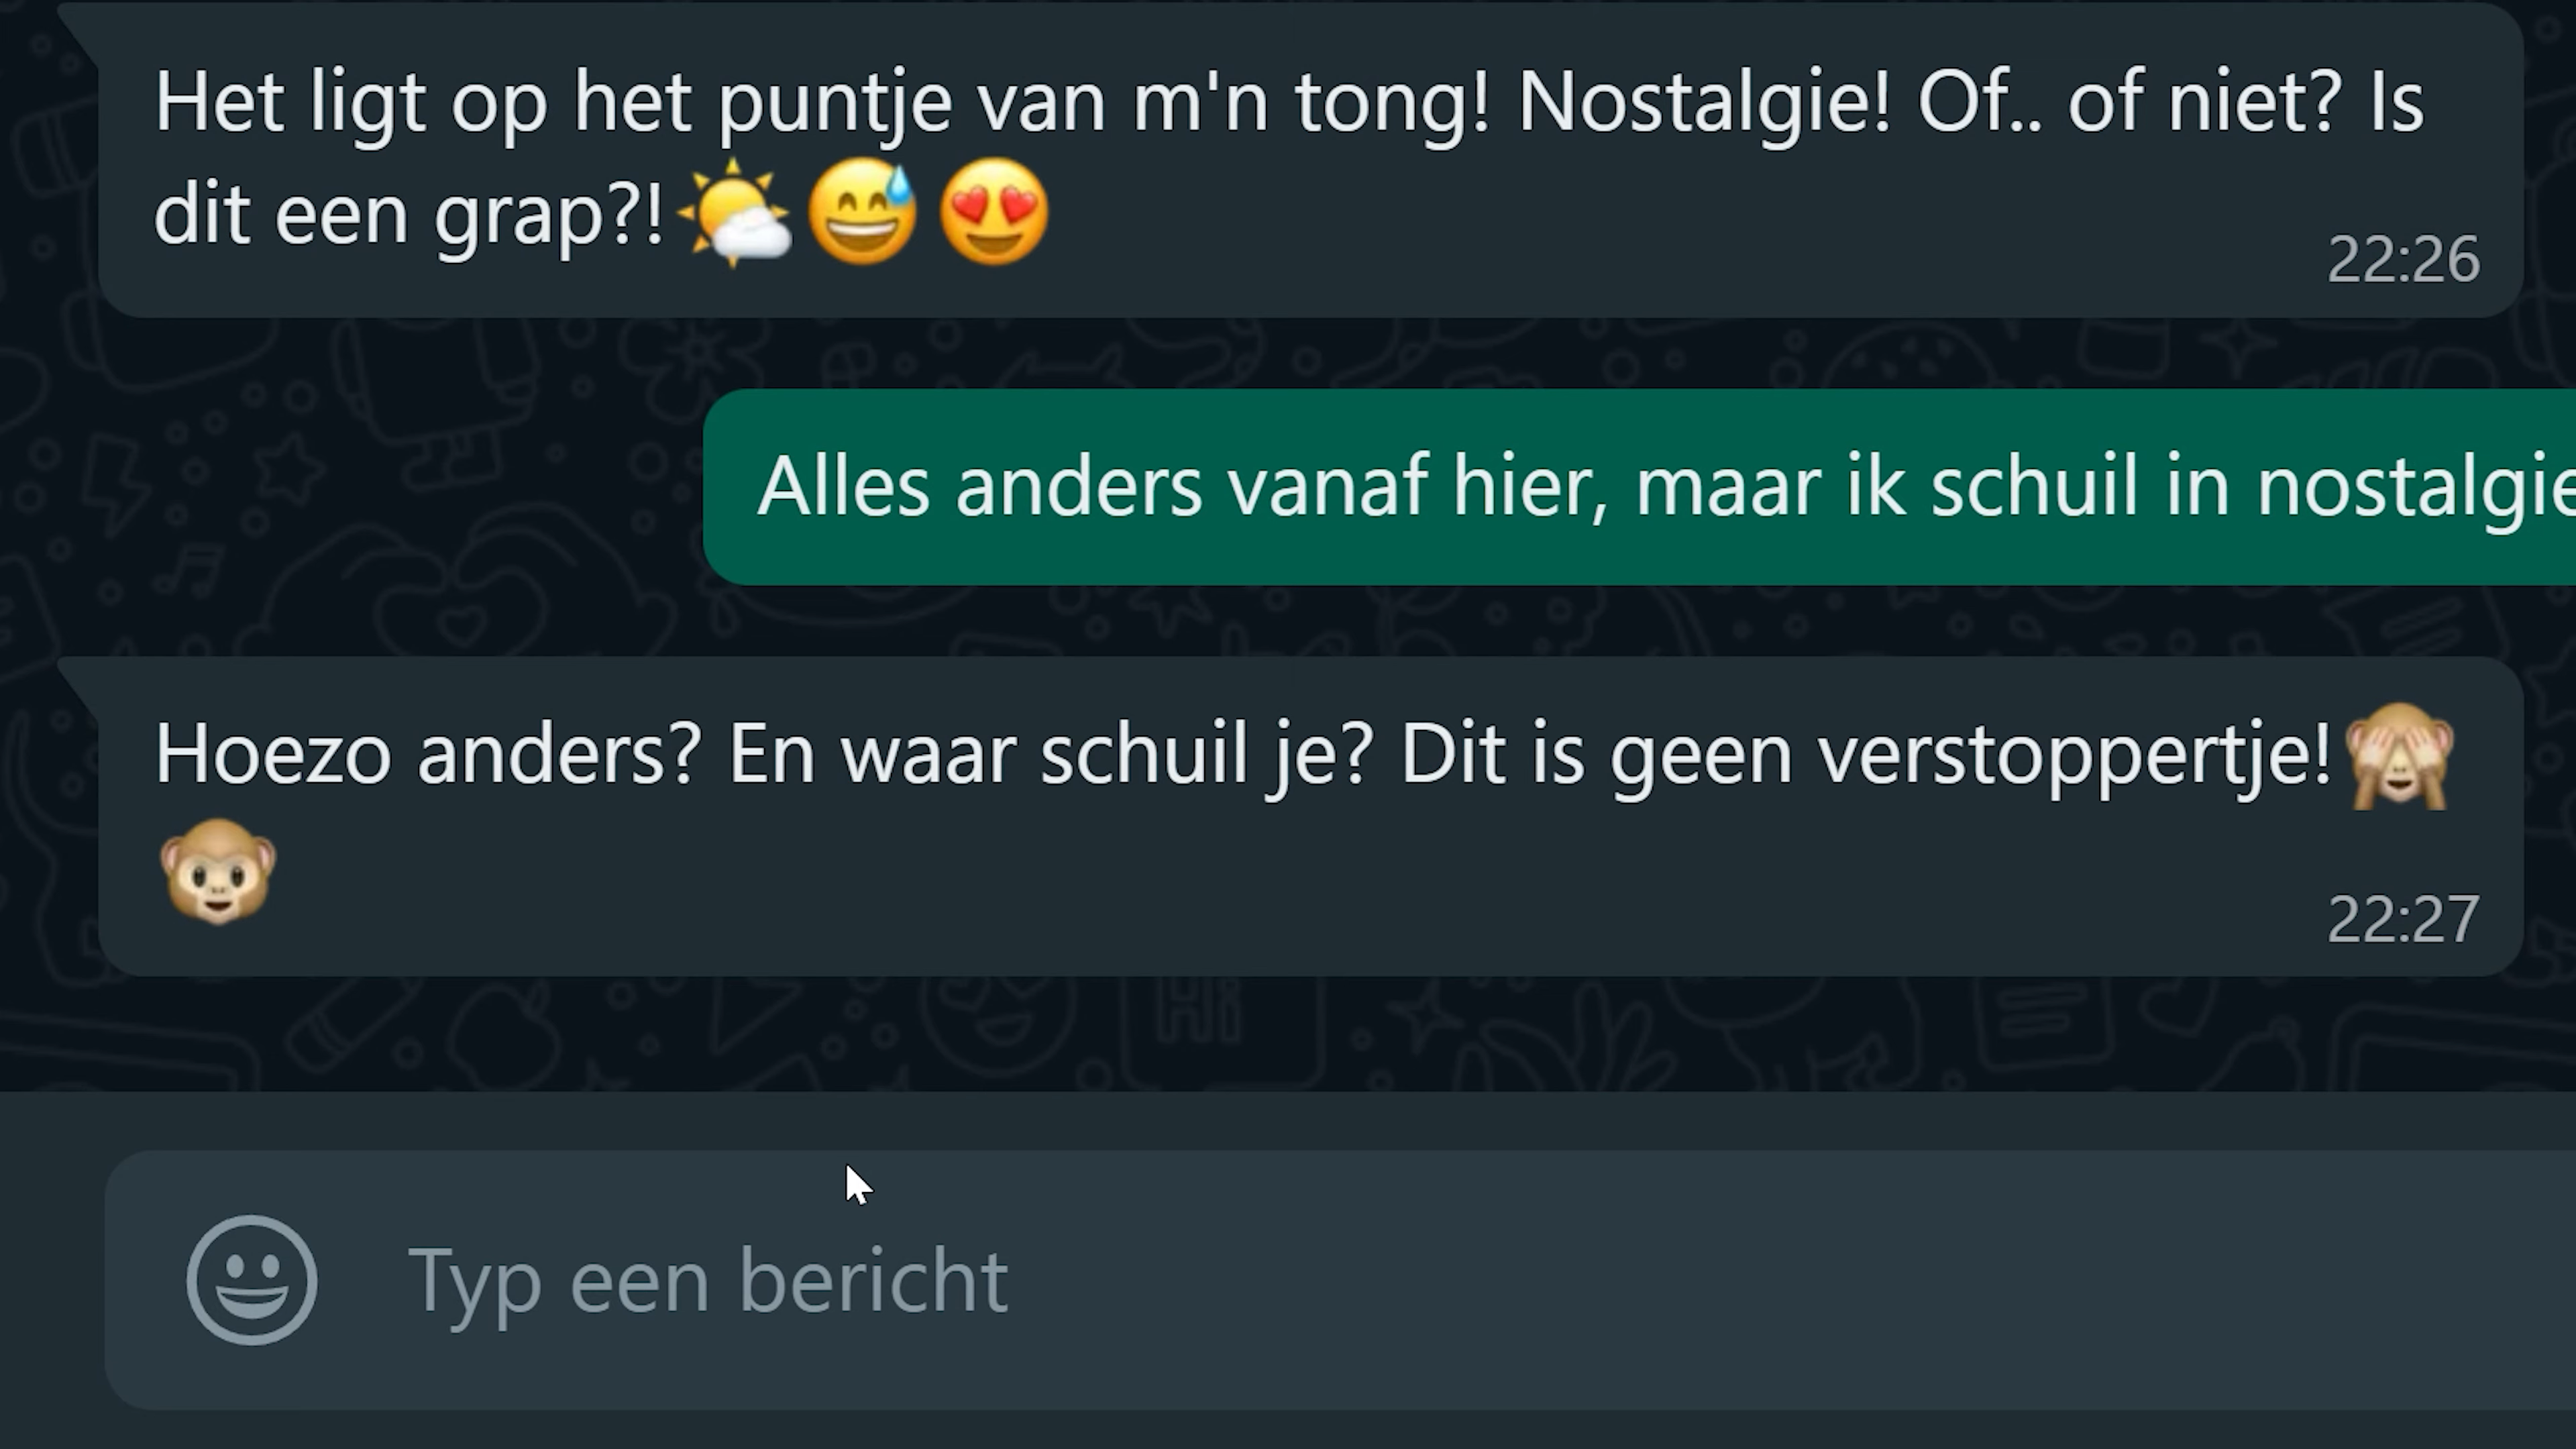 Het ligt op het puntje van m'n tong! Nostalgie! Of.. of niet? Is
dit een grap?!🌤️😅😍
22:26
Alles anders vanaf hier, maar ik schuil in nostalgie
Hoezo anders? En waar schuil je? Dit is geen verstoppertje!🙈
🐵
22:27
Typ een bericht